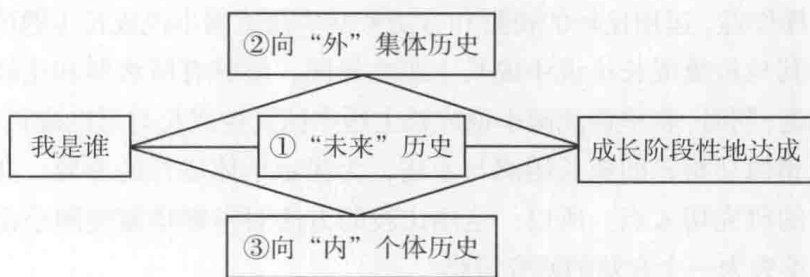 ②向“外”集体历史
我是谁
①“未来”历史
成长阶段性地达成
③向“内”个体历史